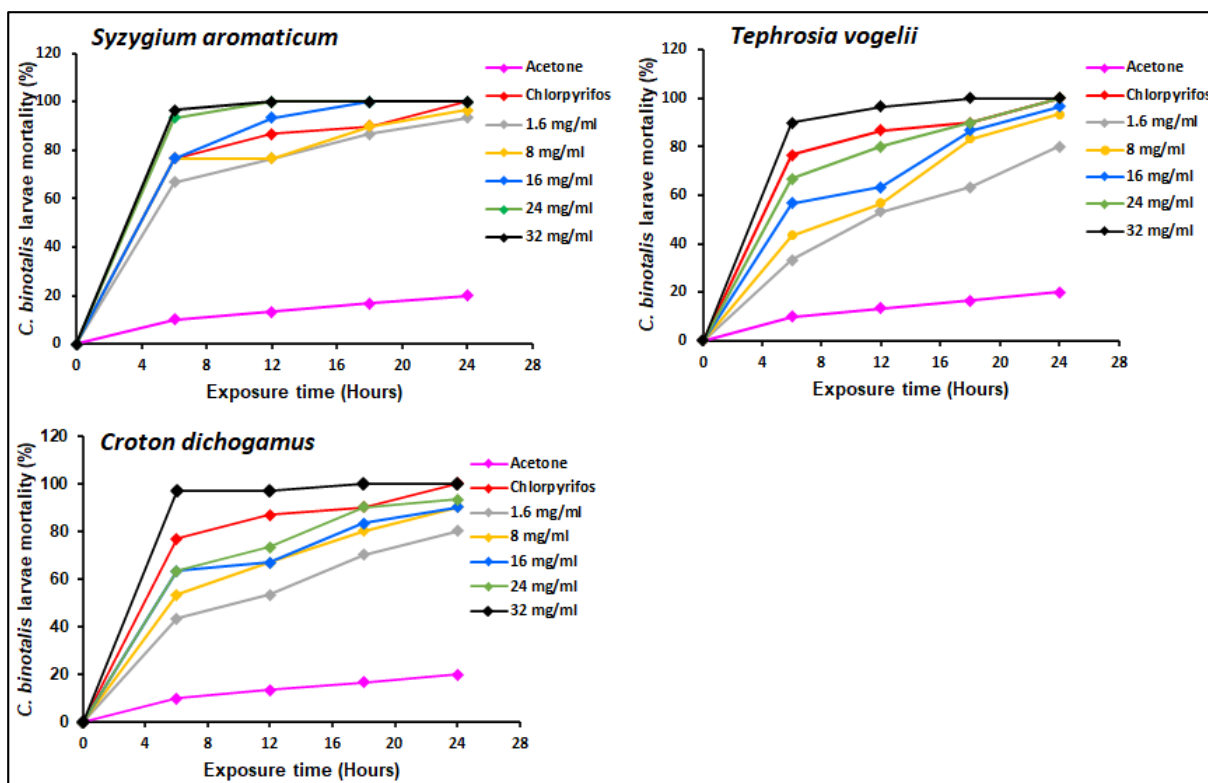 Syzygium aromaticum
C. binotalis larvae mortality (%)
120
100
80
60
40
20
0
0 4 8 12 16 20 24 28
Exposure time (Hours)
Acetone
Chlorpyrifos
1.6 mg/ml
8 mg/ml
16 mg/ml
24 mg/ml
32 mg/ml
Tephrosia vogelii
C. binotalis larave mortality (%)
120
100
80
60
40
20
0
0 4 8 12 16 20 24 28
Exposure time (Hours)
Acetone
Chlorpyrifos
1.6 mg/ml
8 mg/ml
16 mg/ml
24 mg/ml
32 mg/ml
Croton dichogamus
C. binotalis larvae mortality (%)
120
100
80
60
40
20
0
0 4 8 12 16 20 24 28
Exposure time (Hours)
Acetone
Chlorpyrifos
1.6 mg/ml
8 mg/ml
16 mg/ml
24 mg/ml
32 mg/ml